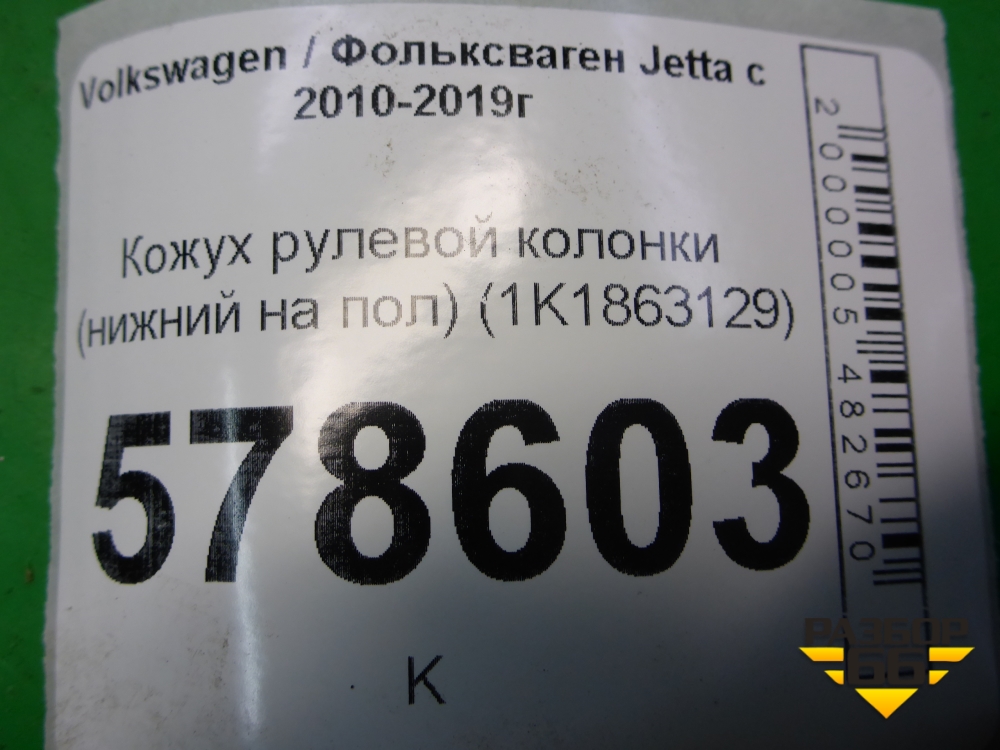 Volkswagen / Фольксваген Jetta с
2010-2019г
Кожух рулевой колонки
(нижний на пол) (1K1863129)
578603
К
2000005482670
РАЗБОР
66